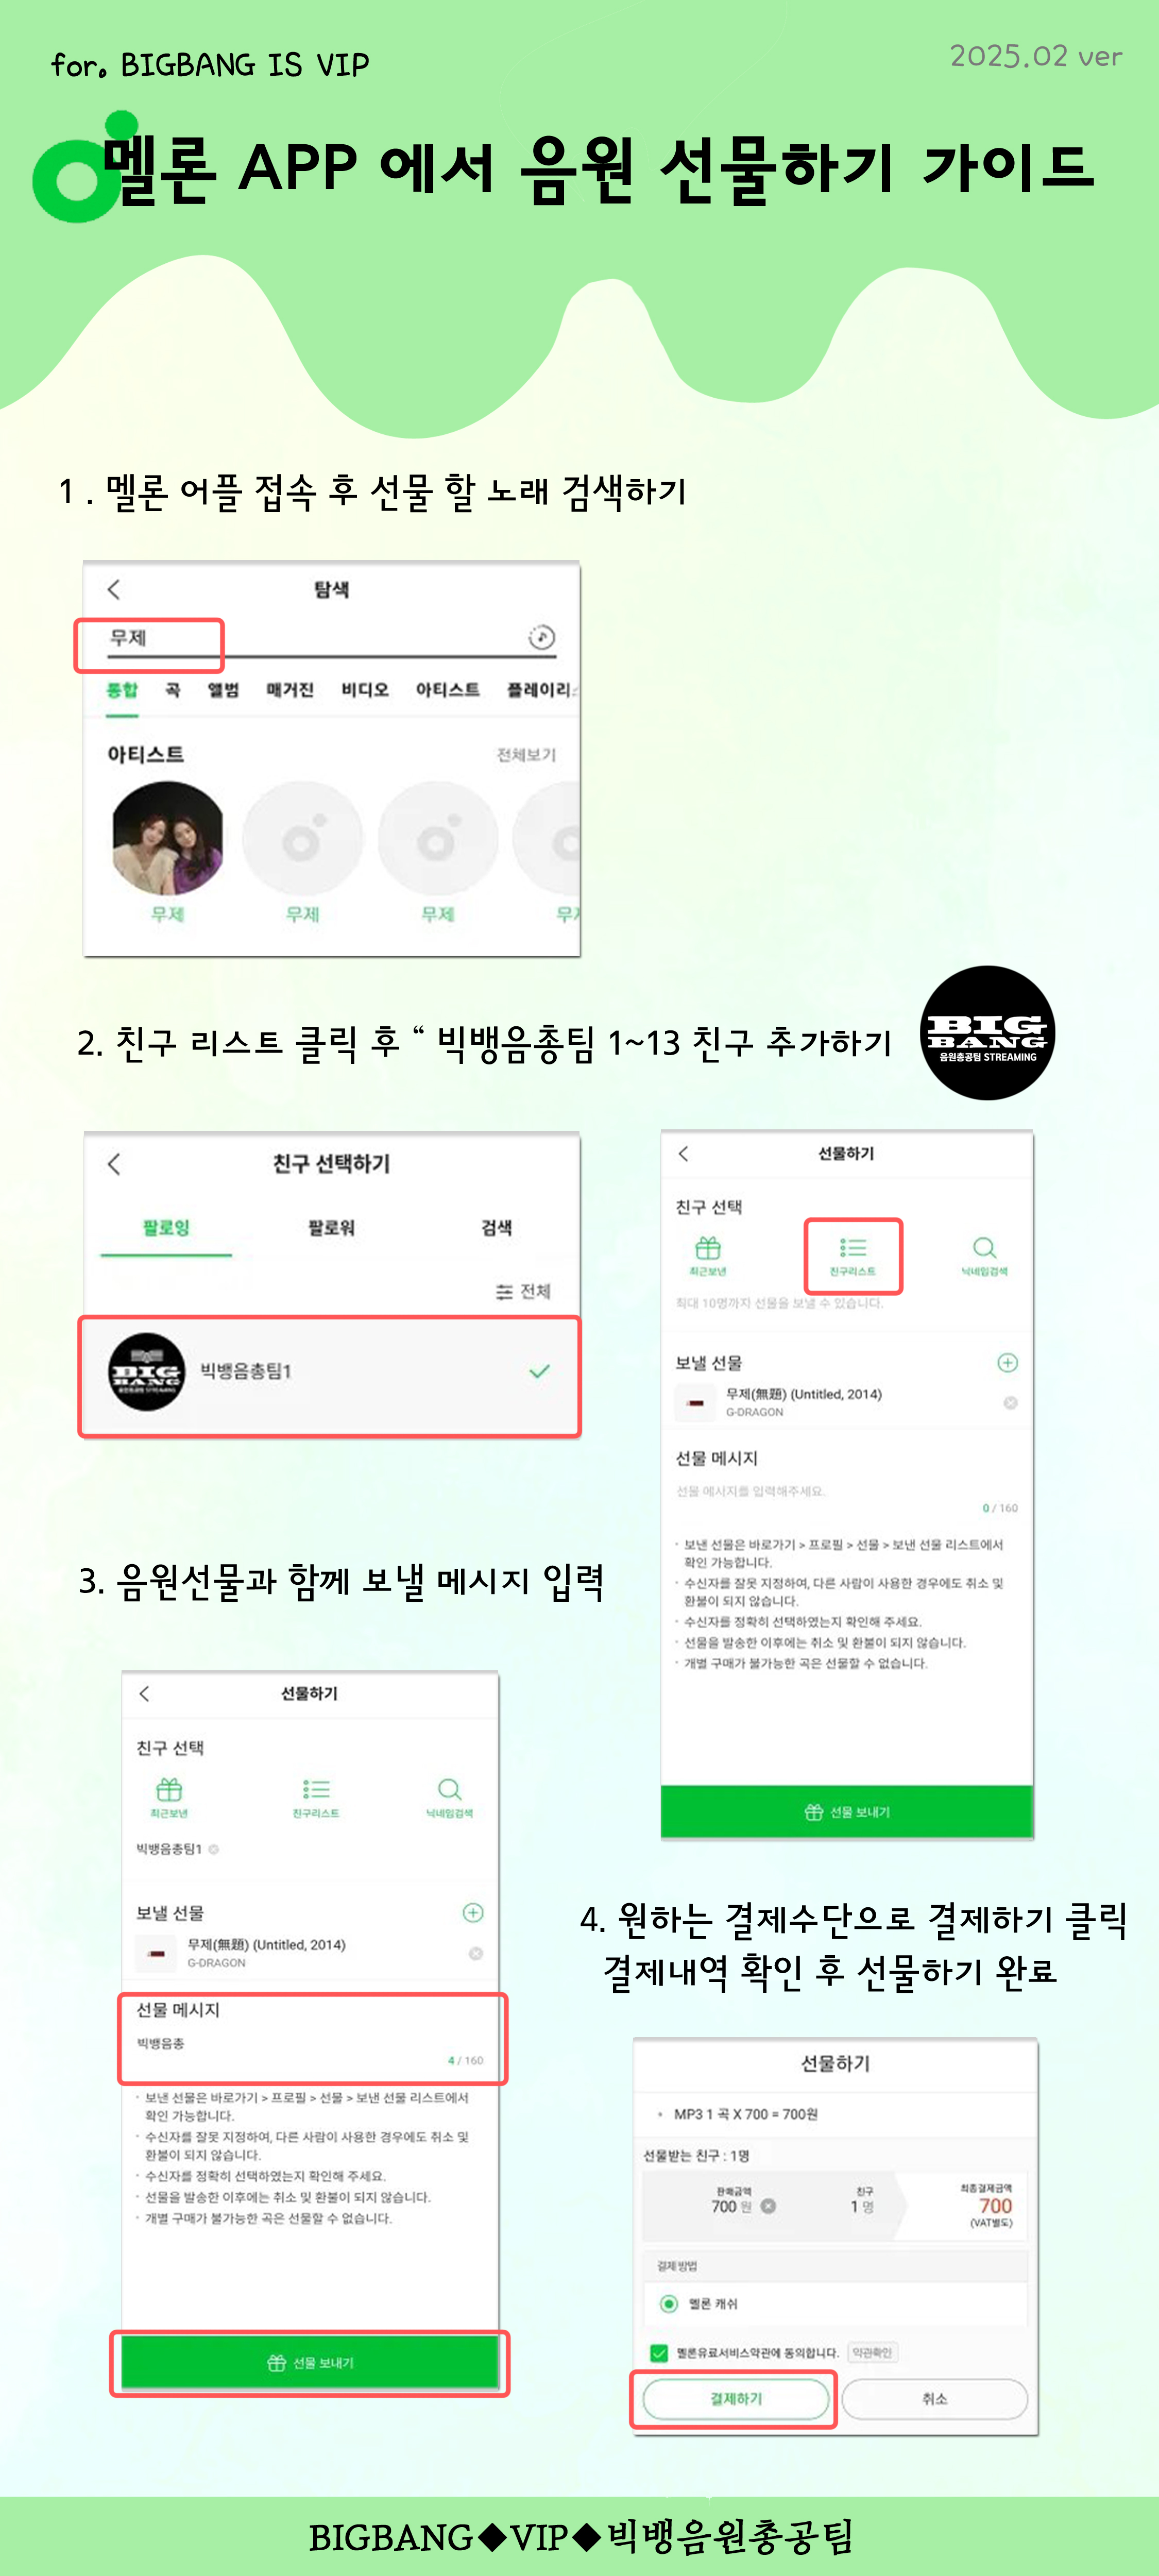 for. BIGBANG IS VIP
2025.02 ver
멜론 APP 에서 음원 선물하기 가이드
1 . 멜론 어플 접속 후 선물 할 노래 검색하기
탐색
무제
통합 곡 앨범 매거진 비디오 아티스트 플레이리
아티스트
전체보기
무제 무제 무제
2. 친구 리스트 클릭 후 “ 빅뱅음총팀 1~13 친구 추가하기
BIG
BANG
음원총공팀 STREAMING
친구 선택하기
팔로잉 팔로워 검색
전체
BIG
BANG
음원총공팀 STREAMING
빅뱅음총팀1
선물하기
친구 선택
최근보낸 친구리스트 닉네임검색
최대 10명까지 선물을 보낼 수 있습니다.
보낼 선물
무제(無題) (Untitled, 2014)
G-DRAGON
선물 메시지
선물 메시지를 입력해주세요.
0 / 160
· 보낸 선물은 바로가기 > 프로필 > 선물 > 보낸 선물 리스트에서
확인 가능합니다.
· 수신자를 잘못 지정하여, 다른 사람이 사용한 경우에도 취소 및
환불이 되지 않습니다.
· 수신자를 정확히 선택하였는지 확인해 주세요.
· 선물을 발송한 이후에는 취소 및 환불이 되지 않습니다.
· 개별 구매가 불가능한 곡은 선물할 수 없습니다.
선물 보내기
3. 음원선물과 함께 보낼 메시지 입력
선물하기
친구 선택
최근보낸 친구리스트 닉네임검색
빅뱅음총팀1
보낼 선물
무제(無題) (Untitled, 2014)
G-DRAGON
선물 메시지
빅뱅음총
4 / 160
· 보낸 선물은 바로가기 > 프로필 > 선물 > 보낸 선물 리스트에서
확인 가능합니다.
· 수신자를 잘못 지정하여, 다른 사람이 사용한 경우에도 취소 및
환불이 되지 않습니다.
· 수신자를 정확히 선택하였는지 확인해 주세요.
· 선물을 발송한 이후에는 취소 및 환불이 되지 않습니다.
· 개별 구매가 불가능한 곡은 선물할 수 없습니다.
선물 보내기
4. 원하는 결제수단으로 결제하기 클릭
결제내역 확인 후 선물하기 완료
선물하기
• MP3 1 곡 X 700 = 700원
선물받는 친구 : 1명
판매금액 친구 최종결제금액
700 원 1 명 700
(VAT별도)
결제 방법
멜론 캐쉬
멜론유료서비스약관에 동의합니다. 약관확인
결제하기 취소
BIGBANG◆VIP◆빅뱅음원총공팀